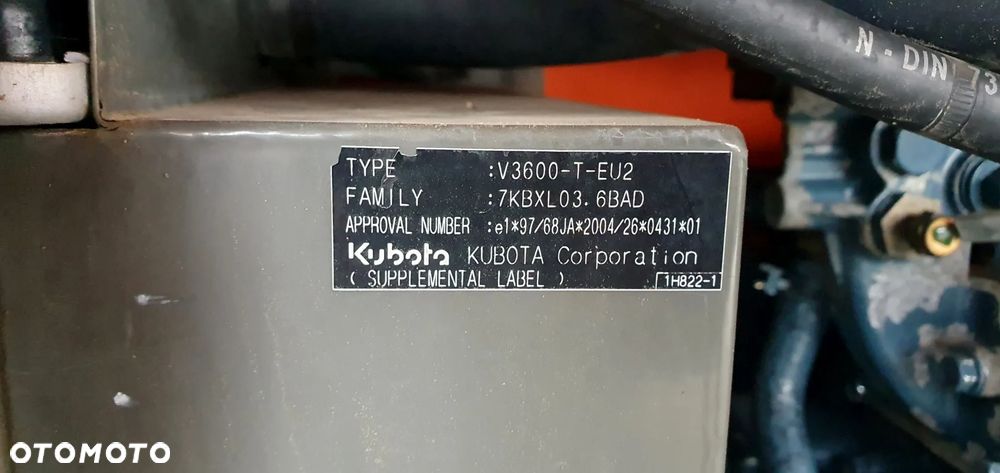 N-DIN 73
TYPE :V3600-T-EU2
FAMILY :7KBXL03.6BAD
APPROVAL NUMBER :e1*97/68JA*2004/26*0431*01
Kubota KUBOTA Corporation
( SUPPLEMENTAL LABEL ) 1H822-1
OTOMOTO